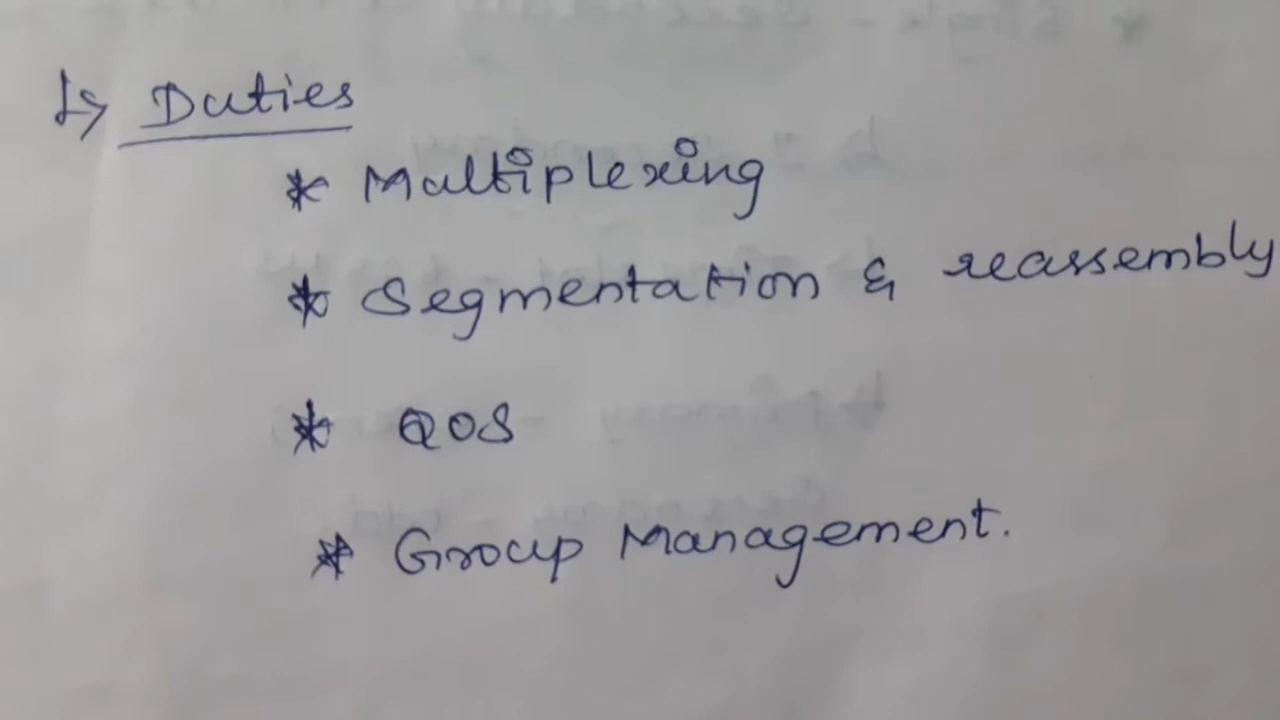 ↳ Duties
* Multiplexing
* Segmentation & reassembly
* QOS
* Group Management.